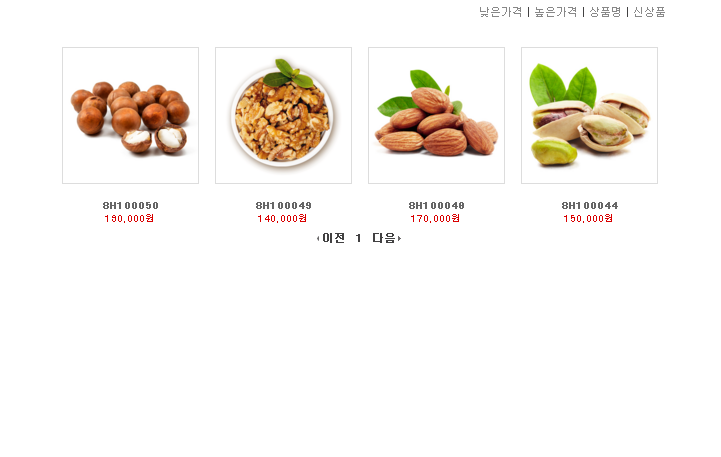 낮은가격 | 높은가격 | 상품명 | 신상품
8H100050 8H100049 8H100048 8H100044
190,000원 140,000원 170,000원 150,000원
이전 1 다음